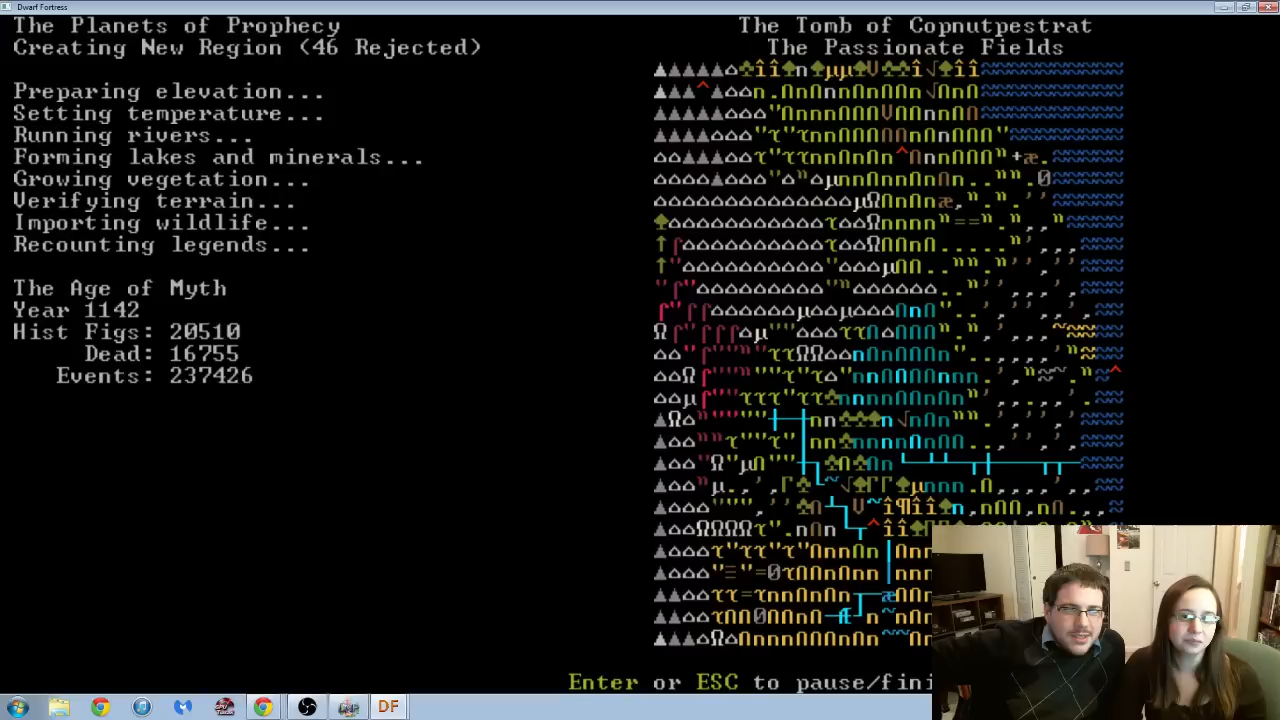 Dwarf Fortress
The Planets of Prophecy
Creating New Region (46 Rejected)
Preparing elevation...
Setting temperature...
Running rivers...
Forming lakes and minerals...
Growing vegetation...
Verifying terrain...
Importing wildlife...
Recounting legends...
The Age of Myth
Year 1142
Hist Figs: 20510
Dead: 16755
Events: 237426
The Tomb of Copnutpestrat
The Passionate Fields
Enter or ESC to pause/fini
DF